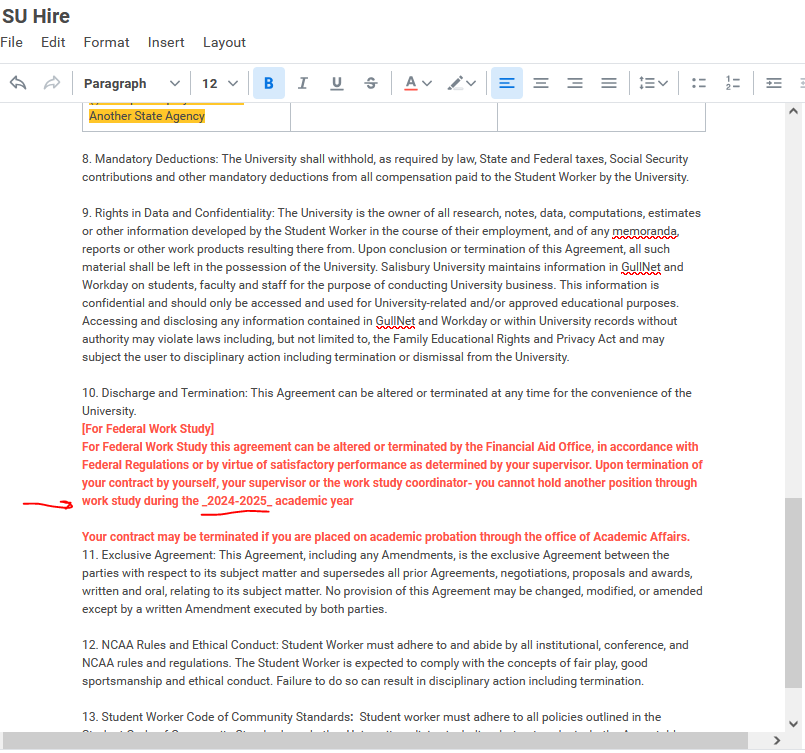 SU Hire
File Edit Format Insert Layout
Paragraph 12 B I U S A
Another State Agency
8. Mandatory Deductions: The University shall withhold, as required by law, State and Federal taxes, Social Security
contributions and other mandatory deductions from all compensation paid to the Student Worker by the University.
9. Rights in Data and Confidentiality: The University is the owner of all research, notes, data, computations, estimates
or other information developed by the Student Worker in the course of their employment, and of any memoranda,
reports or other work products resulting there from. Upon conclusion or termination of this Agreement, all such
material shall be left in the possession of the University. Salisbury University maintains information in GullNet and
Workday on students, faculty and staff for the purpose of conducting University business. This information is
confidential and should only be accessed and used for University-related and/or approved educational purposes.
Accessing and disclosing any information contained in GullNet and Workday or within University records without
authority may violate laws including, but not limited to, the Family Educational Rights and Privacy Act and may
subject the user to disciplinary action including termination or dismissal from the University.
10. Discharge and Termination: This Agreement can be altered or terminated at any time for the convenience of the
University.
[For Federal Work Study]
For Federal Work Study this agreement can be altered or terminated by the Financial Aid Office, in accordance with
Federal Regulations or by virtue of satisfactory performance as determined by your supervisor. Upon termination of
your contract by yourself, your supervisor or the work study coordinator- you cannot hold another position through
work study during the _2024-2025_ academic year
Your contract may be terminated if you are placed on academic probation through the office of Academic Affairs.
11. Exclusive Agreement: This Agreement, including any Amendments, is the exclusive Agreement between the
parties with respect to its subject matter and supersedes all prior Agreements, negotiations, proposals and awards,
written and oral, relating to its subject matter. No provision of this Agreement may be changed, modified, or amended
except by a written Amendment executed by both parties.
12. NCAA Rules and Ethical Conduct: Student Worker must adhere to and abide by all institutional, conference, and
NCAA rules and regulations. The Student Worker is expected to comply with the concepts of fair play, good
sportsmanship and ethical conduct. Failure to do so can result in disciplinary action including termination.
13. Student Worker Code of Community Standards: Student worker must adhere to all policies outlined in the